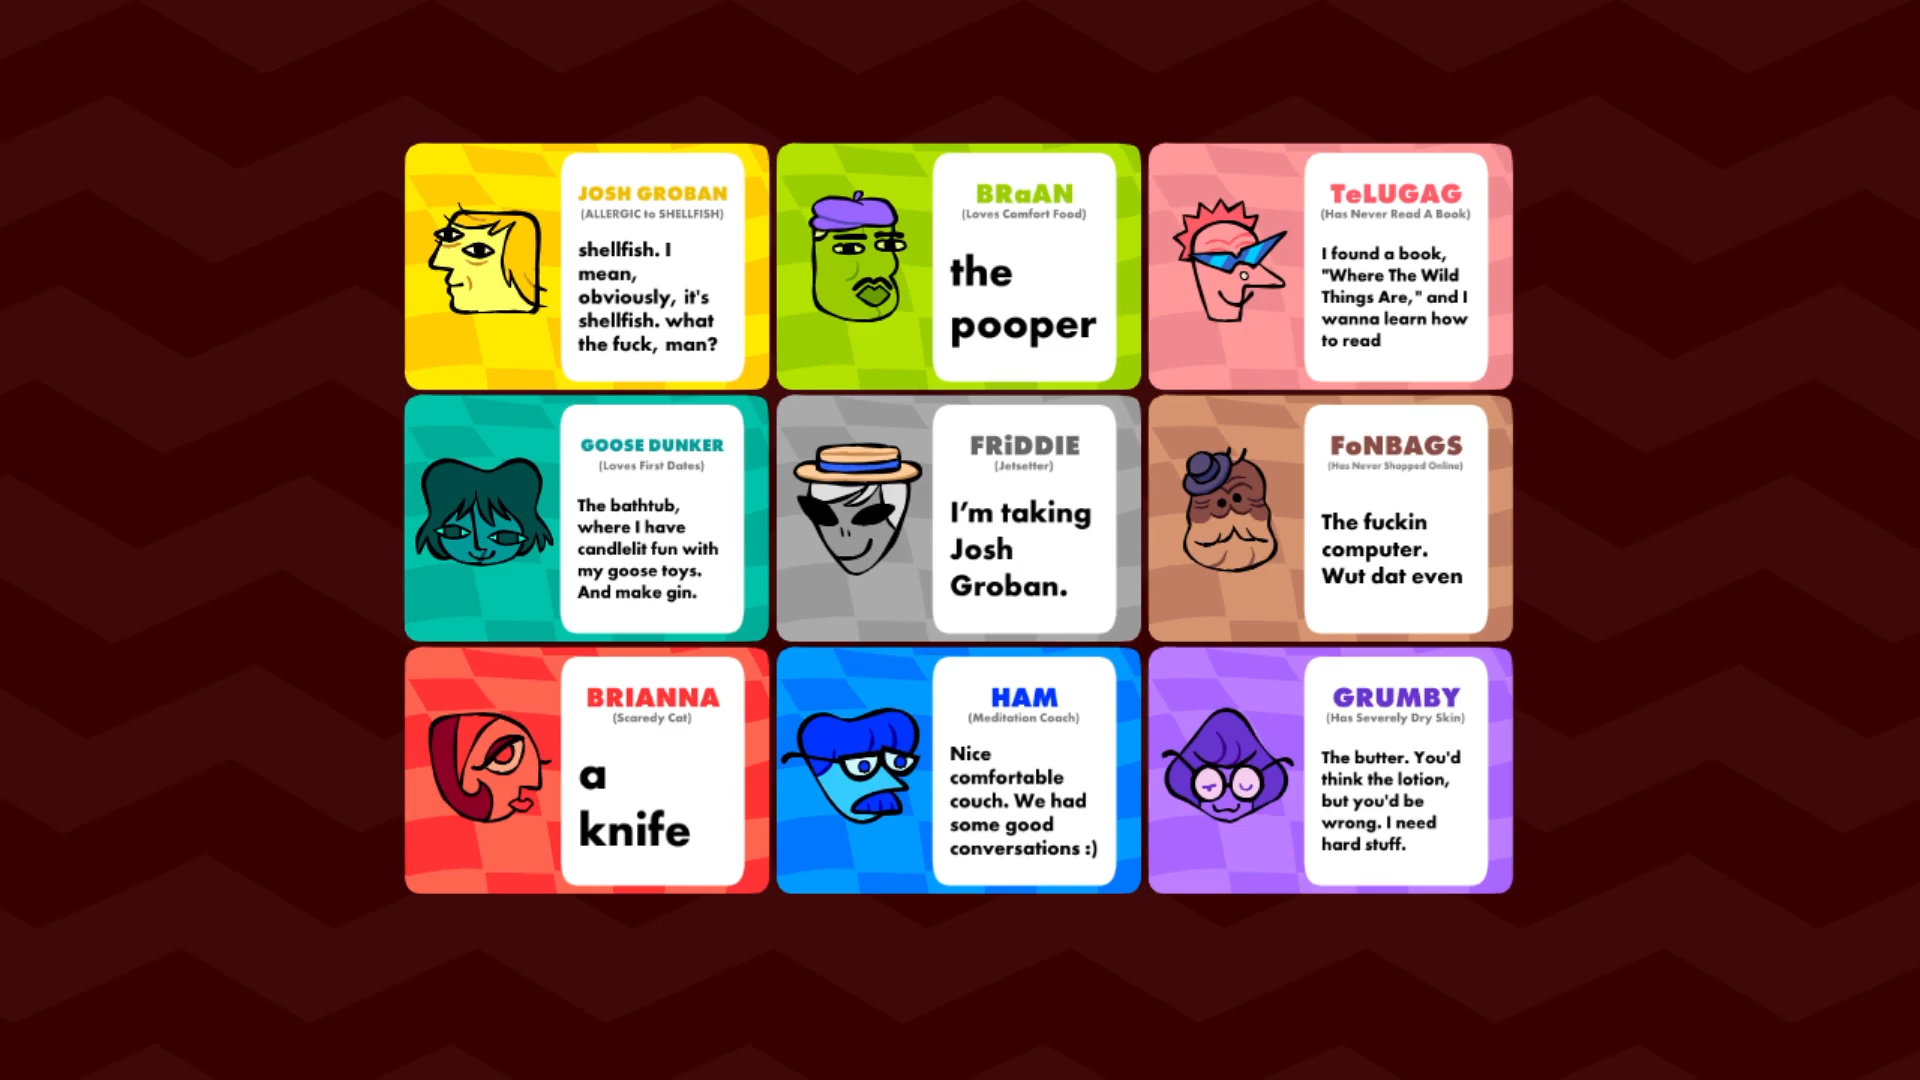 JOSH GROBAN
(ALLERGIC to SHELLFISH)
shellfish. I
mean,
obviously, it's
shellfish. what
the fuck, man?
BRaAN
(Loves Comfort Food)
the
pooper
TeLUGAG
(Has Never Read A Book)
I found a book,
"Where The Wild
Things Are," and I
wanna learn how
to read
GOOSE DUNKER
(Loves First Dates)
The bathtub,
where I have
candlelit fun with
my goose toys.
And make gin.
FRiDDIE
(Jetsetter)
I’m taking
Josh
Groban.
FoNBAGS
(Has Never Shopped Online)
The fuckin
computer.
Wut dat even
BRIANNA
(Scaredy Cat)
a
knife
HAM
(Meditation Coach)
Nice
comfortable
couch. We had
some good
conversations :)
GRUMBY
(Has Severely Dry Skin)
The butter. You'd
think the lotion,
but you'd be
wrong. I need
hard stuff.